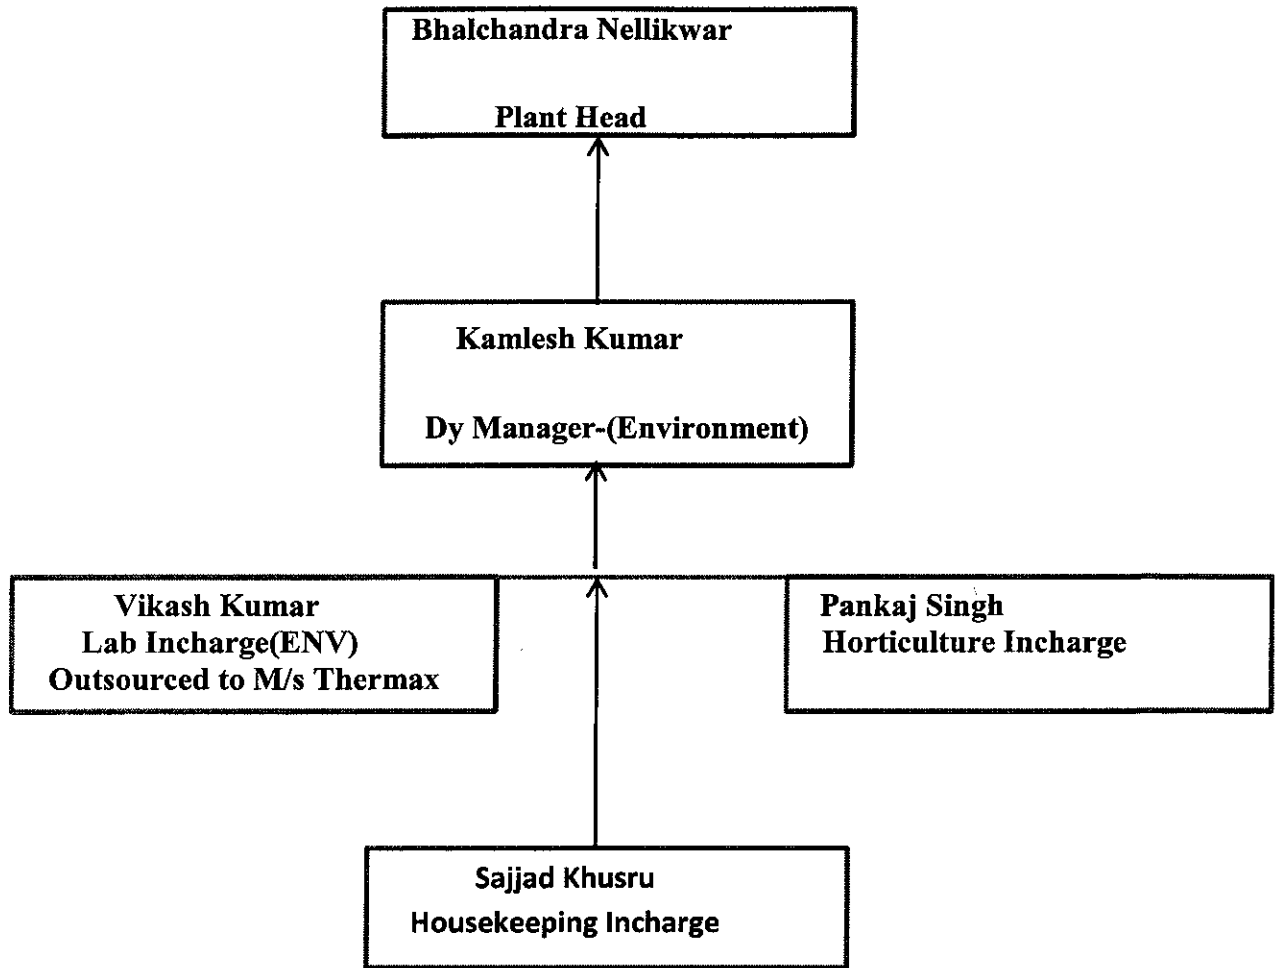 Bhalchandra Nellikwar
Plant Head
Kamlesh Kumar
Dy Manager-(Environment)
Vikash Kumar
Lab Incharge(ENV)
Outsourced to M/s Thermax
Pankaj Singh
Horticulture Incharge
Sajjad Khusru
Housekeeping Incharge